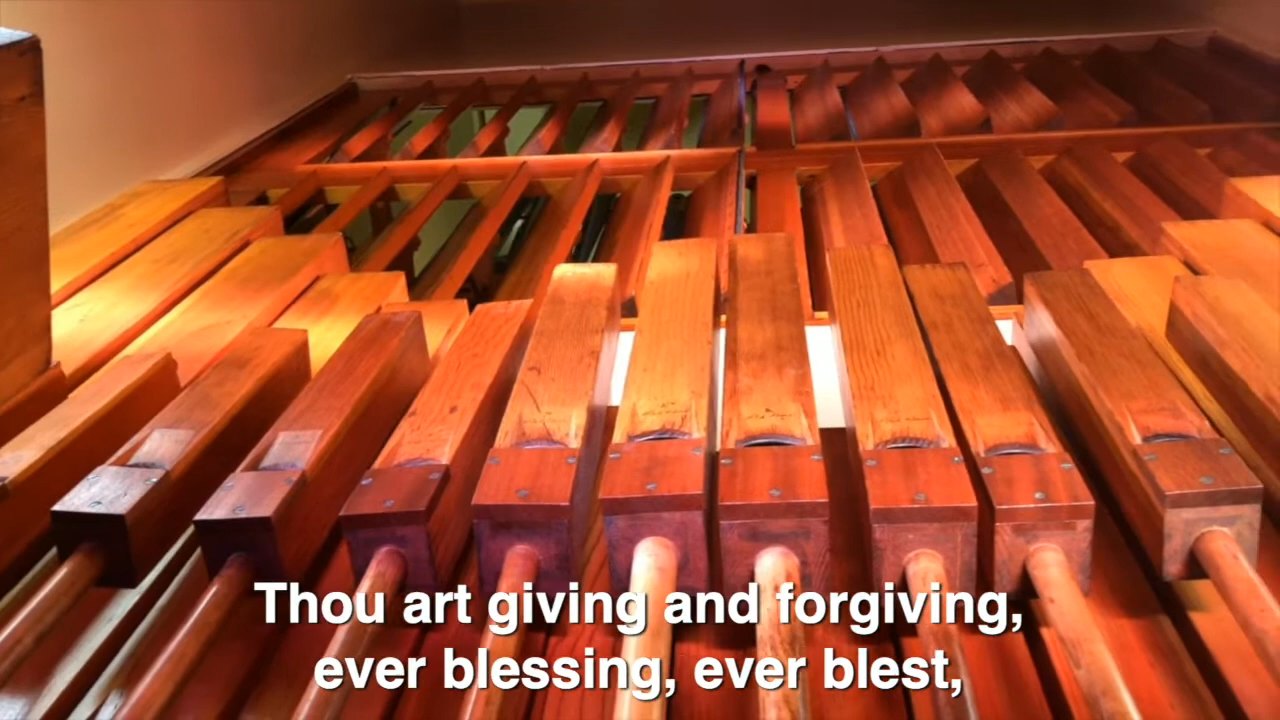 Thou art giving and forgiving,
ever blessing, ever blest,